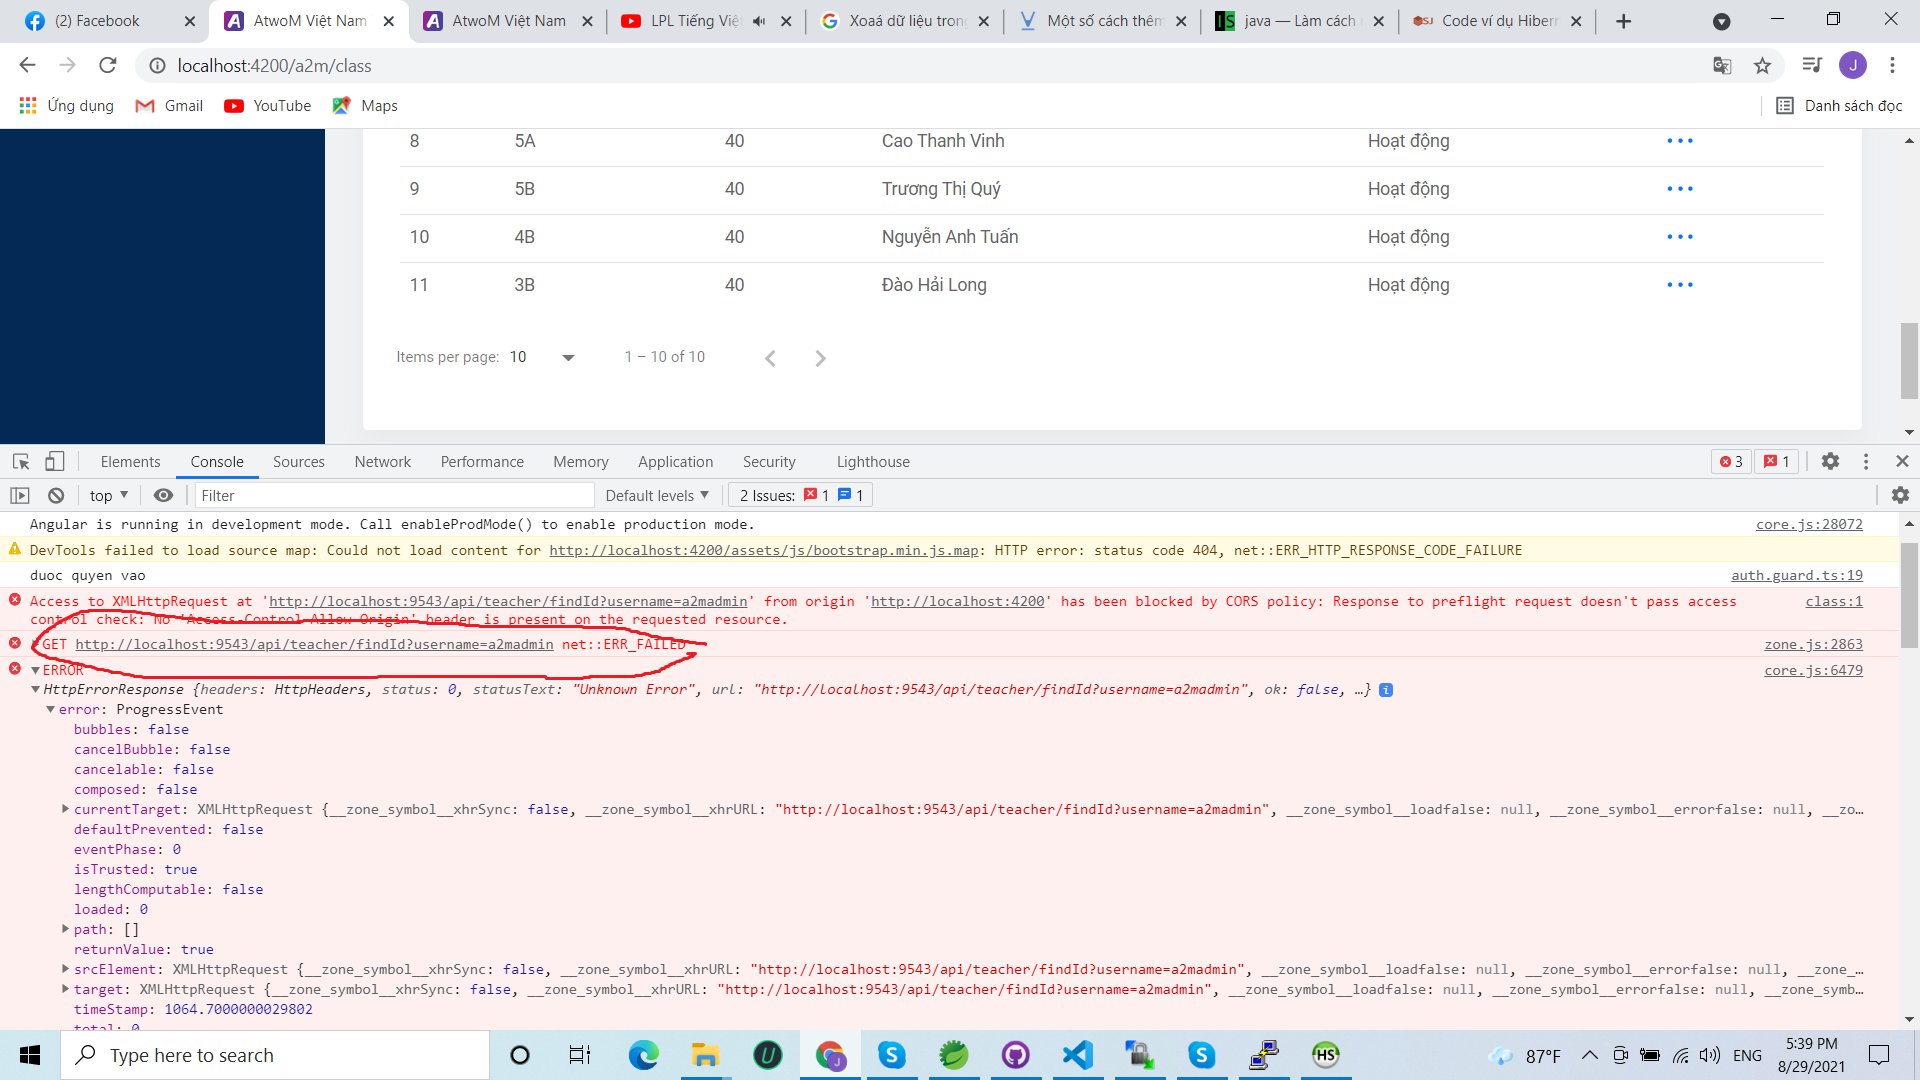 (2) Facebook
AtwoM Việt Nam
AtwoM Việt Nam
LPL Tiếng Việ
Xoaá dữ liệu tron
Một số cách thêm
java — Làm cách
Code ví dụ Hiber
localhost:4200/a2m/class
J
Ứng dụng
Gmail
YouTube
Maps
Danh sách đọc
8 5A 40 Cao Thanh Vinh Hoạt động •••
9 5B 40 Trương Thị Quý Hoạt động •••
10 4B 40 Nguyễn Anh Tuấn Hoạt động •••
11 3B 40 Đào Hải Long Hoạt động •••
Items per page: 10 1 – 10 of 10
Elements Console Sources Network Performance Memory Application Security Lighthouse 3 1
top Filter Default levels 2 Issues: 1 1
Angular is running in development mode. Call enableProdMode() to enable production mode. core.js:28072
DevTools failed to load source map: Could not load content for http://localhost:4200/assets/js/bootstrap.min.js.map: HTTP error: status code 404, net::ERR_HTTP_RESPONSE_CODE_FAILURE
duoc quyen vao auth.guard.ts:19
Access to XMLHttpRequest at 'http://localhost:9543/api/teacher/findId?username=a2madmin' from origin 'http://localhost:4200' has been blocked by CORS policy: Response to preflight request doesn't pass access class:1
control check: No 'Access-Control-Allow-Origin' header is present on the requested resource.
GET http://localhost:9543/api/teacher/findId?username=a2madmin net::ERR_FAILED zone.js:2863
ERROR core.js:6479
HttpErrorResponse {headers: HttpHeaders, status: 0, statusText: "Unknown Error", url: "http://localhost:9543/api/teacher/findId?username=a2madmin", ok: false, …}
error: ProgressEvent
bubbles: false
cancelBubble: false
cancelable: false
composed: false
currentTarget: XMLHttpRequest {__zone_symbol__xhrSync: false, __zone_symbol__xhrURL: "http://localhost:9543/api/teacher/findId?username=a2madmin", __zone_symbol__loadfalse: null, __zone_symbol__errorfalse: null, __zo…
defaultPrevented: false
eventPhase: 0
isTrusted: true
lengthComputable: false
loaded: 0
path: []
returnValue: true
srcElement: XMLHttpRequest {__zone_symbol__xhrSync: false, __zone_symbol__xhrURL: "http://localhost:9543/api/teacher/findId?username=a2madmin", __zone_symbol__loadfalse: null, __zone_symbol__errorfalse: null, __zone_…
target: XMLHttpRequest {__zone_symbol__xhrSync: false, __zone_symbol__xhrURL: "http://localhost:9543/api/teacher/findId?username=a2madmin", __zone_symbol__loadfalse: null, __zone_symbol__errorfalse: null, __zone_symb…
timeStamp: 1064.7000000029802
total: 0
Type here to search
87°F
ENG
5:39 PM
8/29/2021